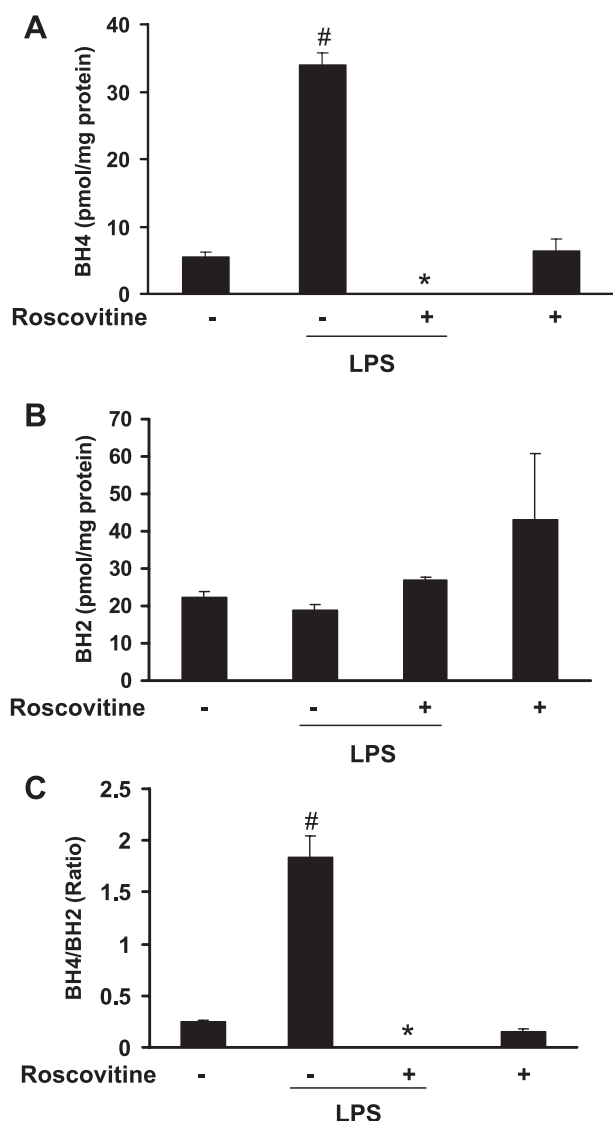 A
BH4 (pmol/mg protein)
40
30
20
10
0
#
*
Roscovitine - - + +
LPS
B
BH2 (pmol/mg protein)
70
60
50
40
30
20
10
0
Roscovitine - - + +
LPS
C
BH4/BH2 (Ratio)
2.5
2
1.5
1
0.5
0
#
*
Roscovitine - - + +
LPS